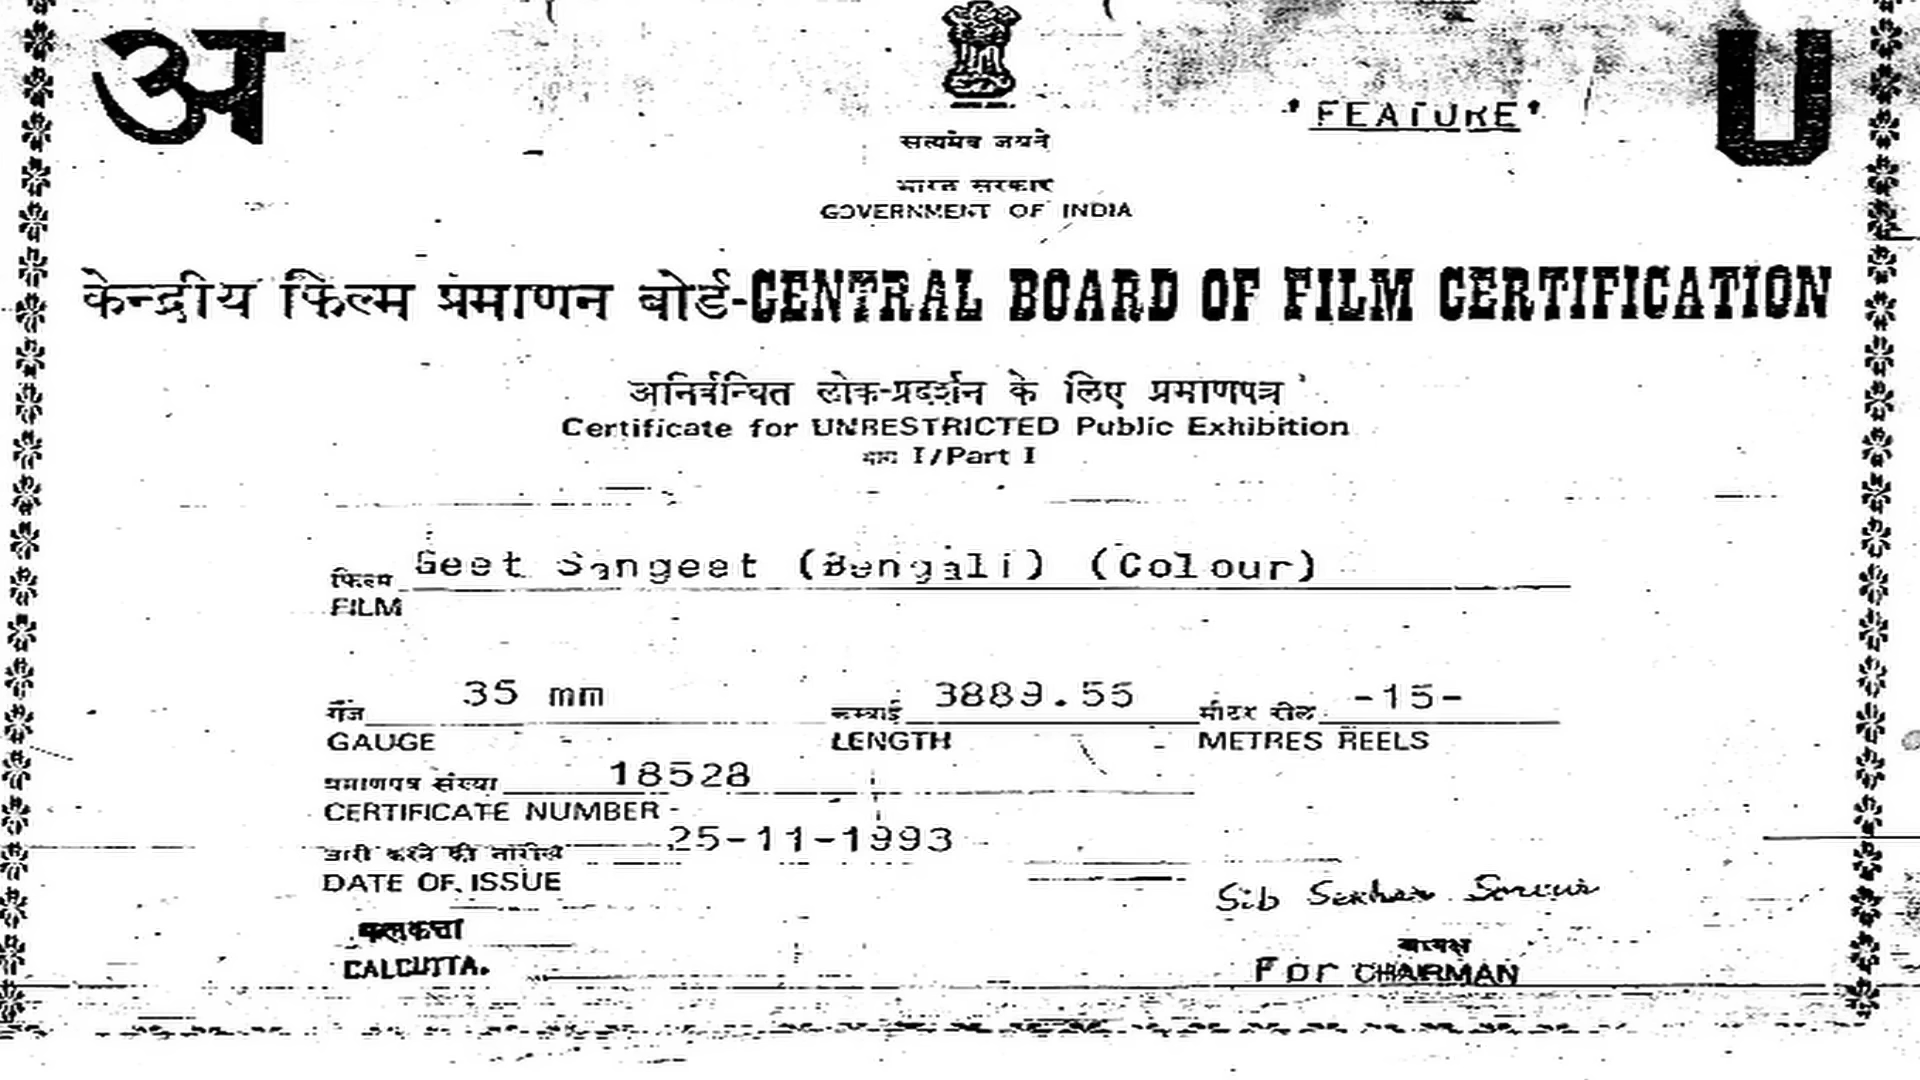 अ
U
"FEATURE"
सत्यमेव जयते
भारत सरकार
GOVERNMENT OF INDIA
केन्द्रीय फिल्म प्रमाणन बोर्ड-CENTRAL BOARD OF FILM CERTIFICATION
अनिर्बन्धित लोक-प्रदर्शन के लिए प्रमाणपत्र
Certificate for UNRESTRICTED Public Exhibition
भाग I/Part I
फिल्म Geet Sangeet (Bengali) (Colour)
FILM
गेज 35 mm लम्बाई 3889.55 मीटर रील -15-
GAUGE LENGTH METRES REELS
प्रमाणपत्र संख्या 18528
CERTIFICATE NUMBER
जारी करने की तारीख 25-11-1993
DATE OF ISSUE
Sib Sekhar Sircar
कलकत्ता
CALCUTTA.
अध्यक्ष
For CHAIRMAN